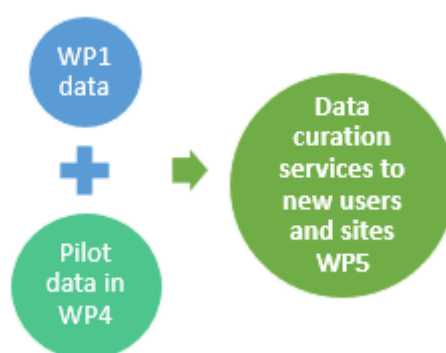 WP1
data
Pilot
data in
WP4
Data
curation
services to
new users
and sites
WP5